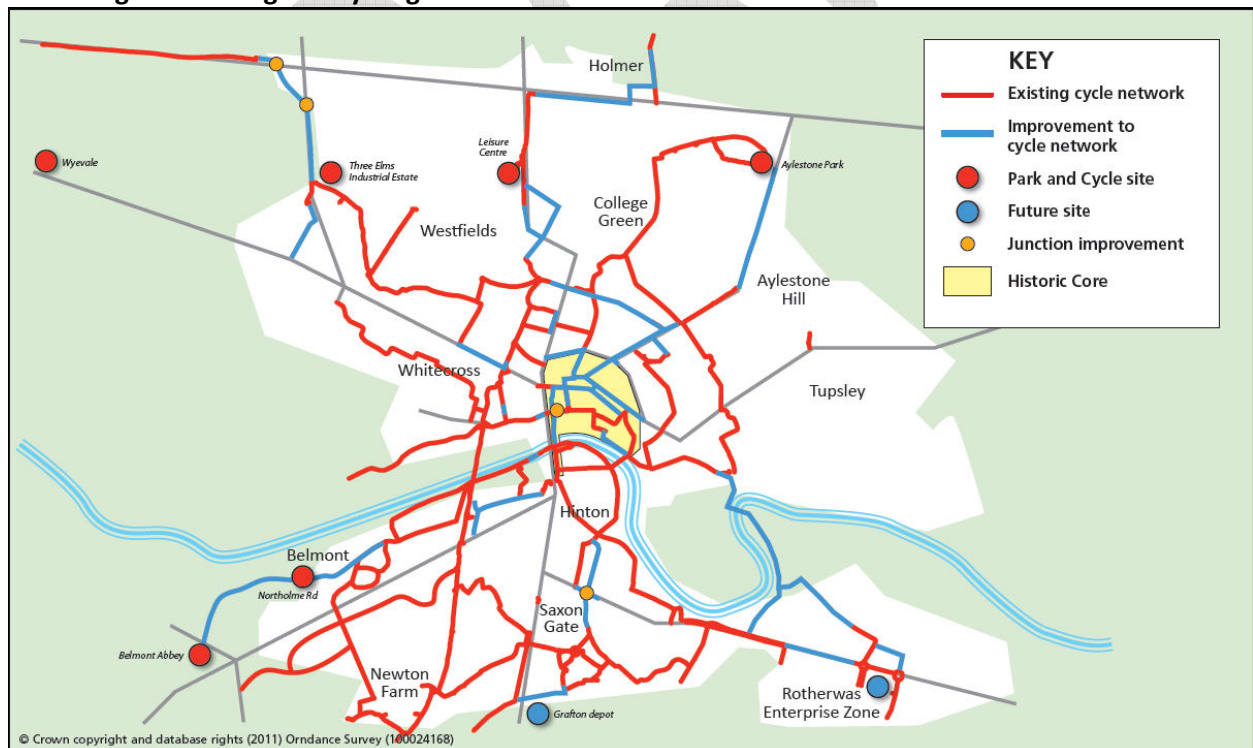 Holmer
KEY
Existing cycle network
Improvement to
cycle network
Park and Cycle site
Future site
Junction improvement
Historic Core
Wyevale
Three Elms
Industrial Estate
Leisure
Centre
Aylestone Park
College
Green
Westfields
Aylestone
Hill
Whitecross
Tupsley
Hinton
Belmont
Northolme Rd
Saxon
Gate
Belmont Abbey
Newton
Farm
Grafton depot
Rotherwas
Enterprise Zone
© Crown copyright and database rights (2011) Orndance Survey (100024168)